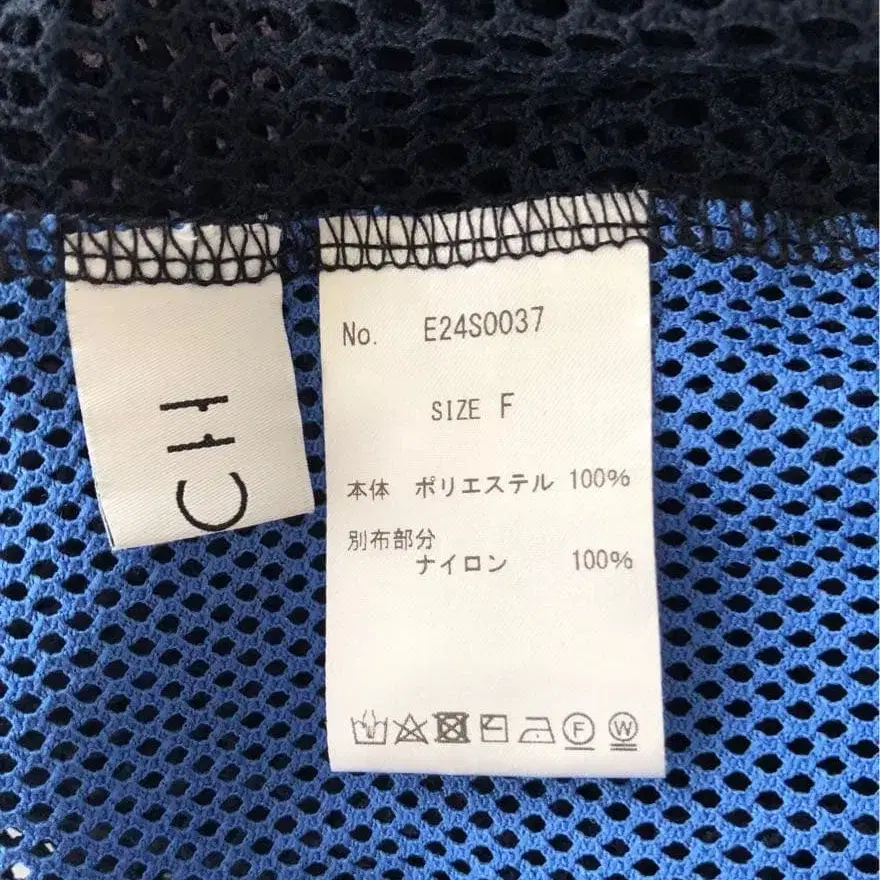 No. E24S0037
SIZE F
本体 ポリエステル 100%
別布部分
ナイロン 100%
F W